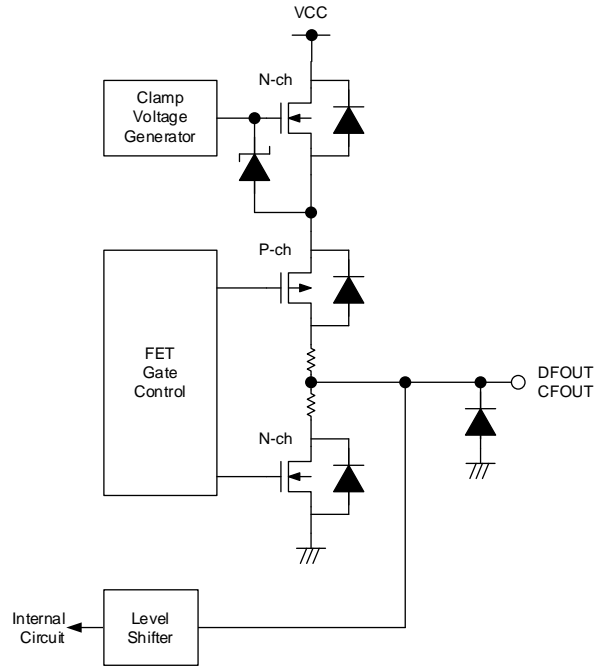 VCC
N-ch
Clamp
Voltage
Generator
P-ch
FET
Gate
Control
DFOUT
CFOUT
N-ch
Internal
Circuit
Level
Shifter